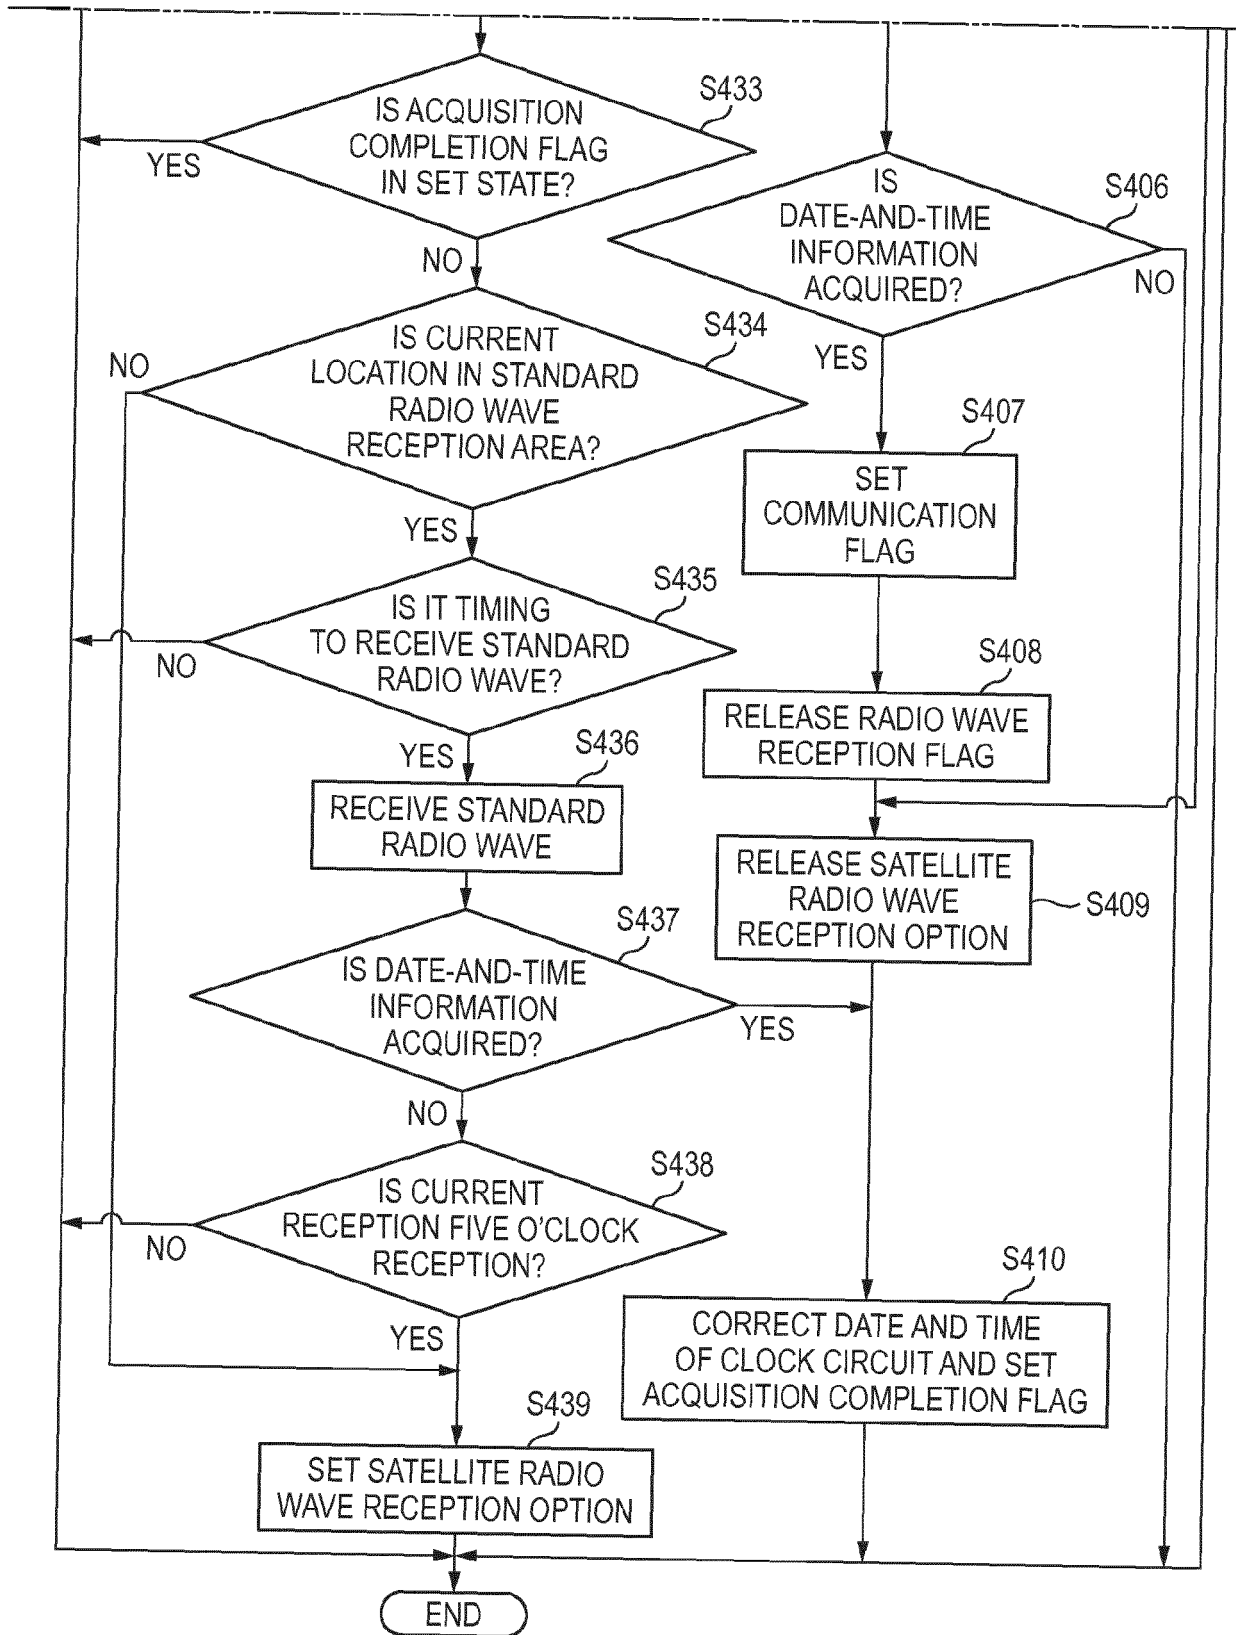 S433
IS ACQUISITION
COMPLETION FLAG
IN SET STATE?
YES
NO
S406
IS
DATE-AND-TIME
INFORMATION
ACQUIRED?
NO
YES
S434
IS CURRENT
LOCATION IN STANDARD
RADIO WAVE
RECEPTION AREA?
NO
YES
S407
SET
COMMUNICATION
FLAG
S435
IS IT TIMING
TO RECEIVE STANDARD
RADIO WAVE?
NO
YES
S408
RELEASE RADIO WAVE
RECEPTION FLAG
S436
RECEIVE STANDARD
RADIO WAVE
RELEASE SATELLITE
RADIO WAVE
RECEPTION OPTION
S409
S437
IS DATE-AND-TIME
INFORMATION
ACQUIRED?
YES
NO
S438
IS CURRENT
RECEPTION FIVE O'CLOCK
RECEPTION?
NO
YES
S410
CORRECT DATE AND TIME
OF CLOCK CIRCUIT AND SET
ACQUISITION COMPLETION FLAG
S439
SET SATELLITE RADIO
WAVE RECEPTION OPTION
END